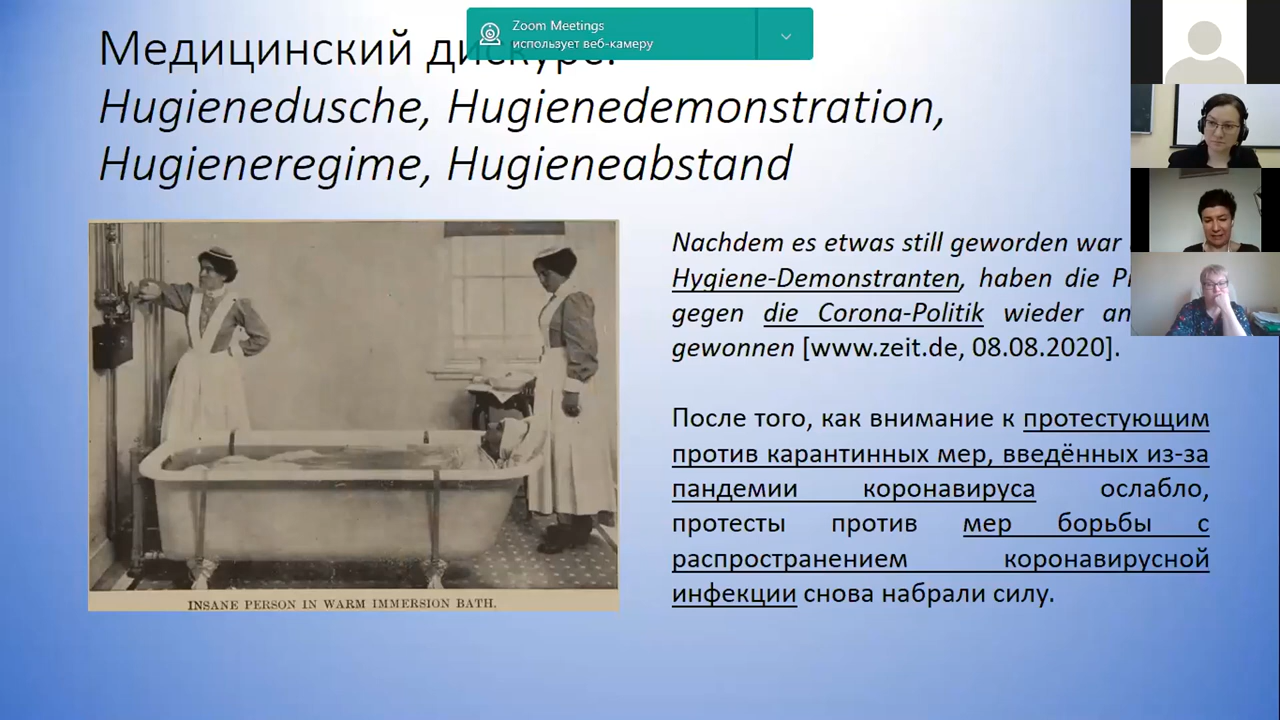 Zoom Meetings
использует веб-камеру
Медицинский дискурс:
Hugienedusche, Hugienedemonstration,
Hugieneregime, Hugieneabstand
INSANE PERSON IN WARM IMMERSION BATH.
Nachdem es etwas still geworden war
Hygiene-Demonstranten, haben die
gegen die Corona-Politik wieder an
gewonnen [www.zeit.de, 08.08.2020].
После того, как внимание к протестующим
против карантинных мер, введённых из-за
пандемии коронавируса ослабло,
протесты против мер борьбы с
распространением коронавирусной
инфекции снова набрали силу.